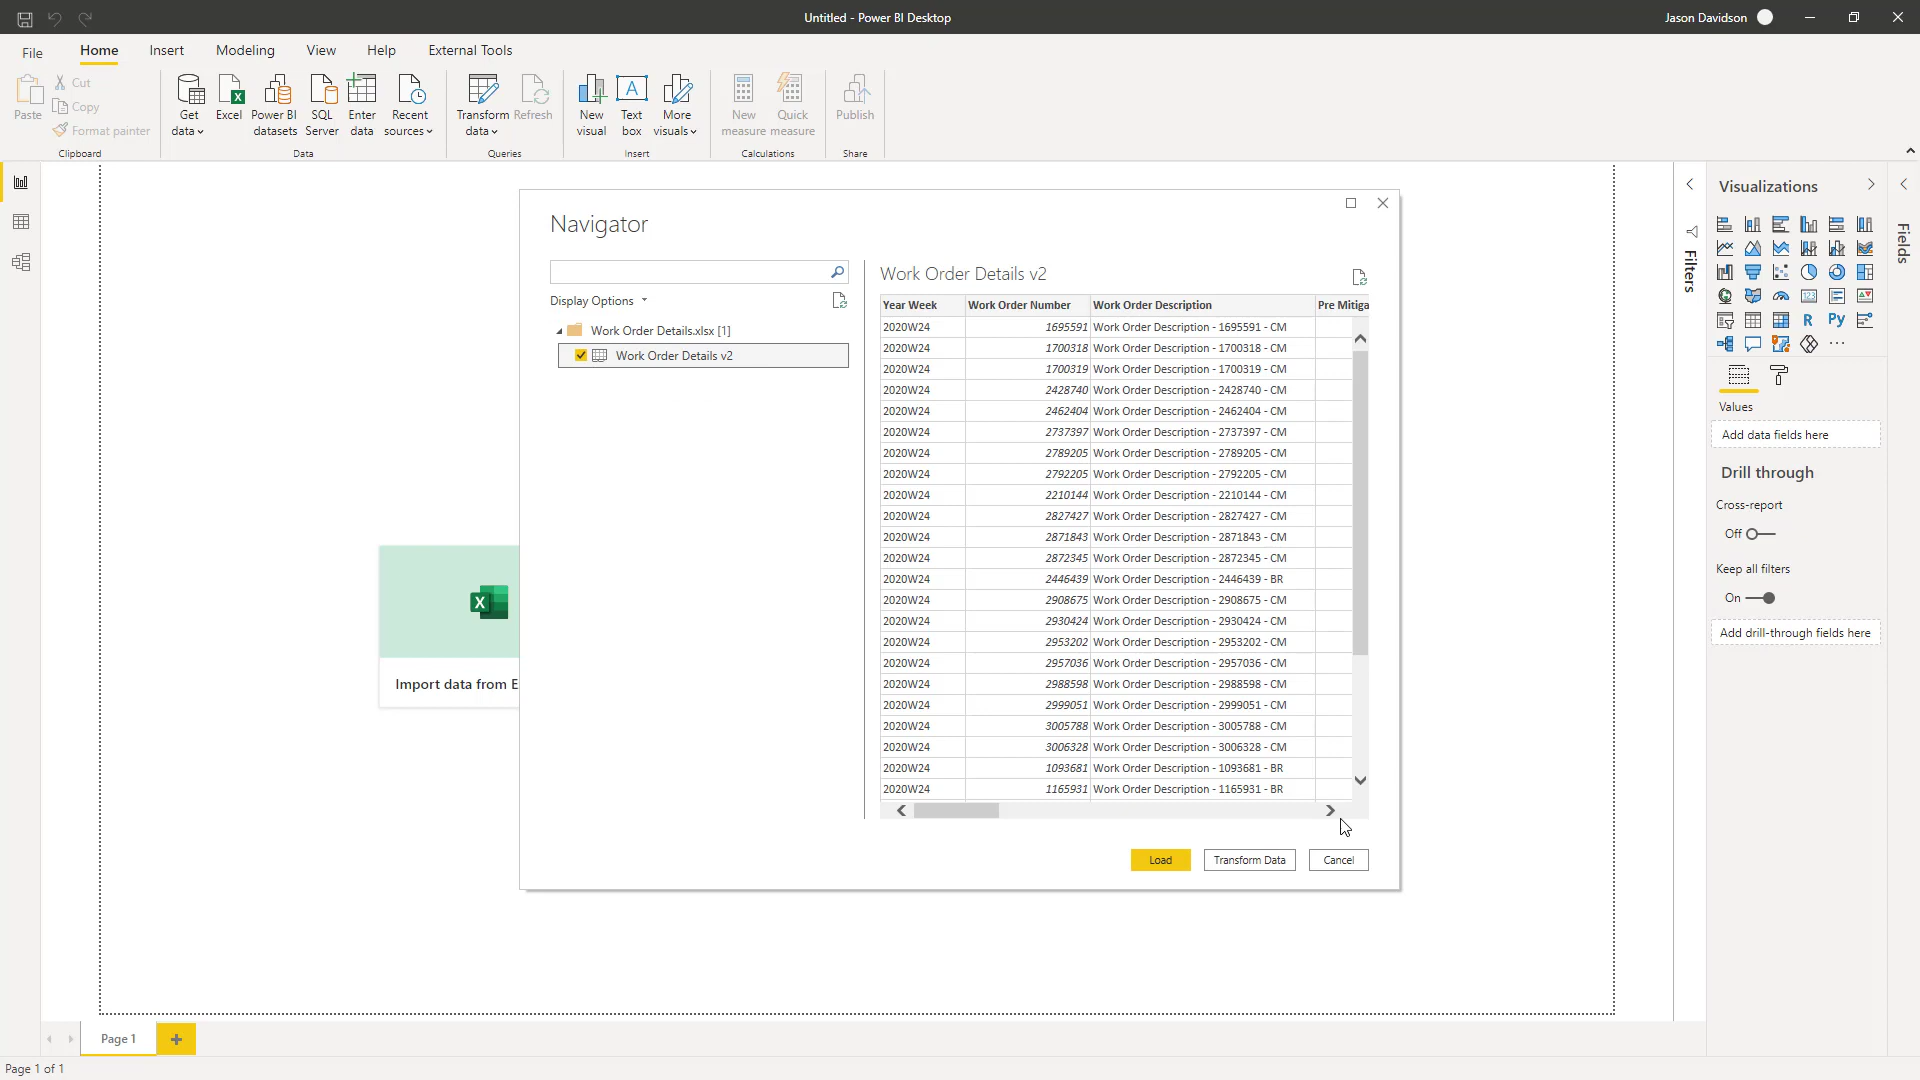 Untitled - Power BI Desktop
Jason Davidson
File
Home
Insert
Modeling
View
Help
External Tools
Paste
Cut
Copy
Format painter
Clipboard
Get data
Excel
Power BI datasets
SQL Server
Enter data
Recent sources
Data
Transform data
Refresh
Queries
New visual
Text box
More visuals
Insert
New measure
Quick measure
Calculations
Publish
Share
Navigator
Display Options
Work Order Details.xlsx [1]
Work Order Details v2
Work Order Details v2
Year Week Work Order Number Work Order Description Pre Mitiga
2020W24 1695591 Work Order Description - 1695591 - CM
2020W24 1700318 Work Order Description - 1700318 - CM
2020W24 1700319 Work Order Description - 1700319 - CM
2020W24 2428740 Work Order Description - 2428740 - CM
2020W24 2462404 Work Order Description - 2462404 - CM
2020W24 2737397 Work Order Description - 2737397 - CM
2020W24 2789205 Work Order Description - 2789205 - CM
2020W24 2792205 Work Order Description - 2792205 - CM
2020W24 2210144 Work Order Description - 2210144 - CM
2020W24 2827427 Work Order Description - 2827427 - CM
2020W24 2871843 Work Order Description - 2871843 - CM
2020W24 2872345 Work Order Description - 2872345 - CM
2020W24 2446439 Work Order Description - 2446439 - BR
2020W24 2908675 Work Order Description - 2908675 - CM
2020W24 2930424 Work Order Description - 2930424 - CM
2020W24 2953202 Work Order Description - 2953202 - CM
2020W24 2957036 Work Order Description - 2957036 - CM
2020W24 2988598 Work Order Description - 2988598 - CM
2020W24 2999051 Work Order Description - 2999051 - CM
2020W24 3005788 Work Order Description - 3005788 - CM
2020W24 3006328 Work Order Description - 3006328 - CM
2020W24 1093681 Work Order Description - 1093681 - BR
2020W24 1165931 Work Order Description - 1165931 - BR
Load
Transform Data
Cancel
Import data from E
Filters
Visualizations
R
Py
Values
Add data fields here
Drill through
Cross-report
Off
Keep all filters
On
Add drill-through fields here
Fields
Page 1
Page 1 of 1